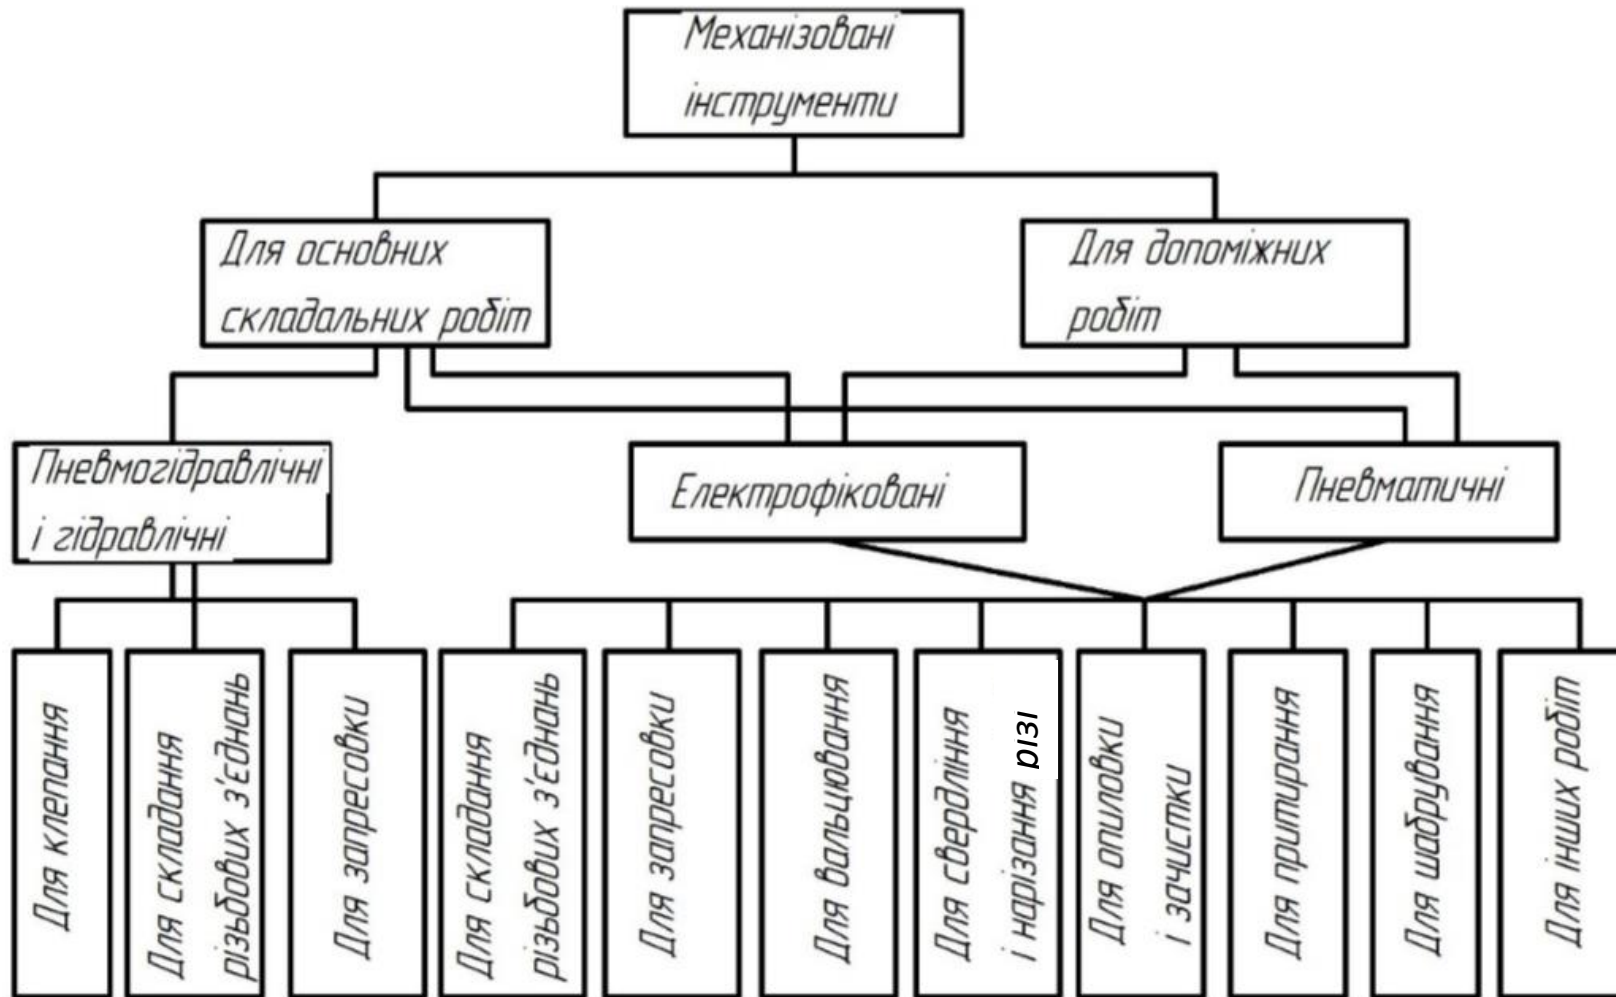 Механізовані
інструменти
Для основних
складальних робіт
Для допоміжних
робіт
Пневмогідравлічні
і гідравлічні
Електрофіковані
Пневматичні
Для клепання
Для складання
різьбових з'єднань
Для запресовки
Для складання
різьбових з'єднань
Для запресовки
Для вальцювання
Для свердління
і нарізання різі
Для опиловки
і зачистки
Для притирання
Для шабрування
Для інших робіт